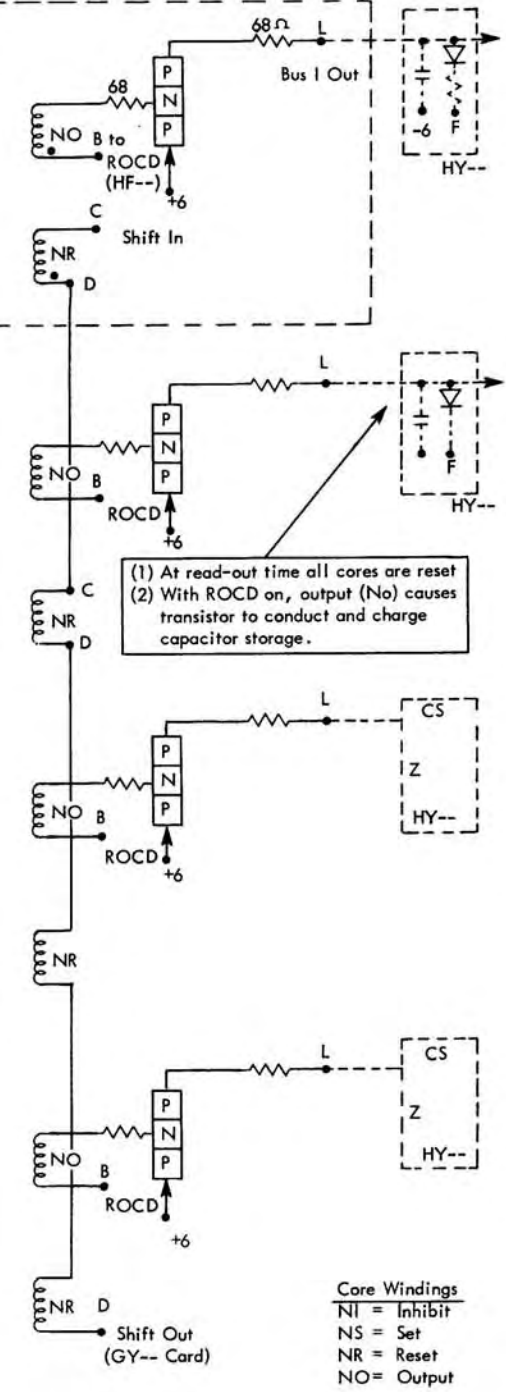 68Ω
L
Bus I Out
-6
F
HY--
P
N
P
68
NO
B to
ROCD
(HF--)
+6
C
Shift In
NR
D
L
P
N
P
NO
B
ROCD
+6
F
HY--
(1) At read-out time all cores are reset
(2) With ROCD on, output (No) causes
transistor to conduct and charge
capacitor storage.
C
NR
D
L
CS
Z
HY--
P
N
P
NO
B
ROCD
+6
NR
L
CS
Z
HY--
P
N
P
NO
B
ROCD
+6
NR
D
Shift Out
(GY-- Card)
Core Windings
NI = Inhibit
NS = Set
NR = Reset
NO = Output